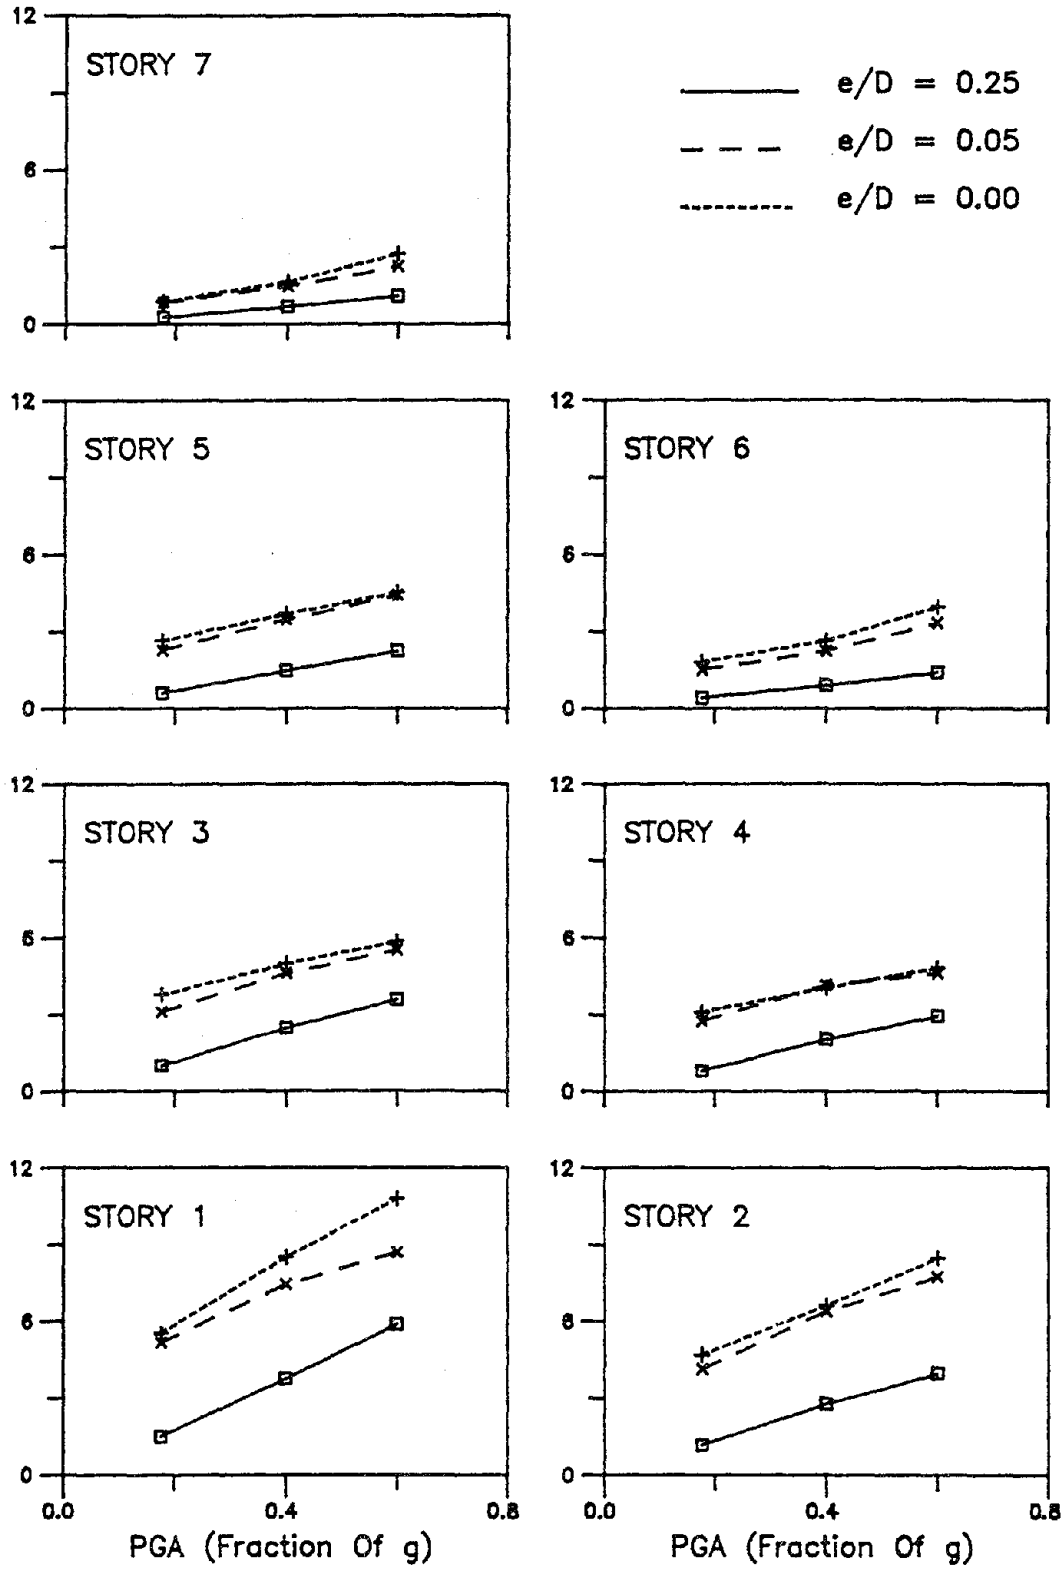 12
STORY 7
6
0
e/D = 0.25
e/D = 0.05
e/D = 0.00
12
STORY 5
6
0
12
STORY 6
6
0
12
STORY 3
6
0
12
STORY 4
6
0
12
STORY 1
6
0
0.0 0.4 0.8
PGA (Fraction Of g)
12
STORY 2
6
0
0.0 0.4 0.8
PGA (Fraction Of g)